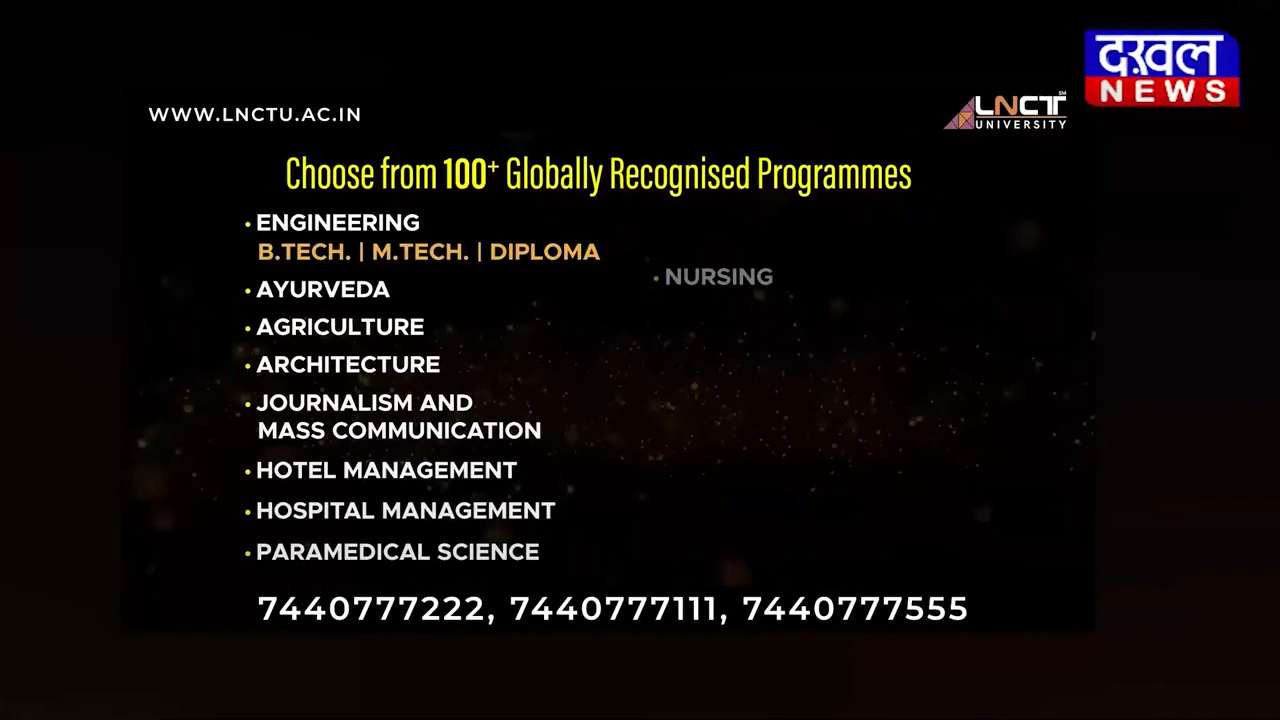 दख़ल
NEWS
WWW.LNCTU.AC.IN
LNCT SM
UNIVERSITY
Choose from 100+ Globally Recognised Programmes
• ENGINEERING
B.TECH. | M.TECH. | DIPLOMA
• AYURVEDA
• AGRICULTURE
• ARCHITECTURE
• JOURNALISM AND
MASS COMMUNICATION
• HOTEL MANAGEMENT
• HOSPITAL MANAGEMENT
• PARAMEDICAL SCIENCE
• NURSING
7440777222, 7440777111, 7440777555